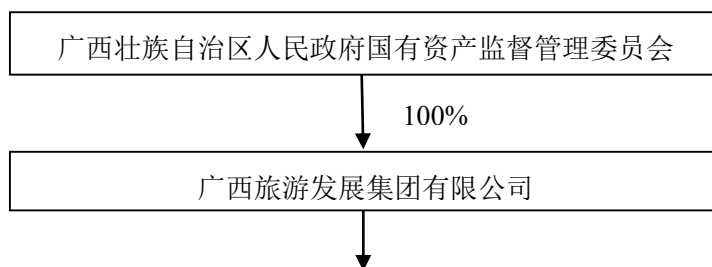 广西壮族自治区人民政府国有资产监督管理委员会
100%
广西旅游发展集团有限公司